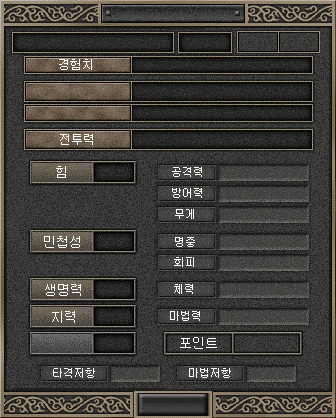 경험치
전투력
힘 공격력
방어력
무게
민첩성 명중
회피
생명력 체력
지력 마법력
포인트
타격저항 마법저항